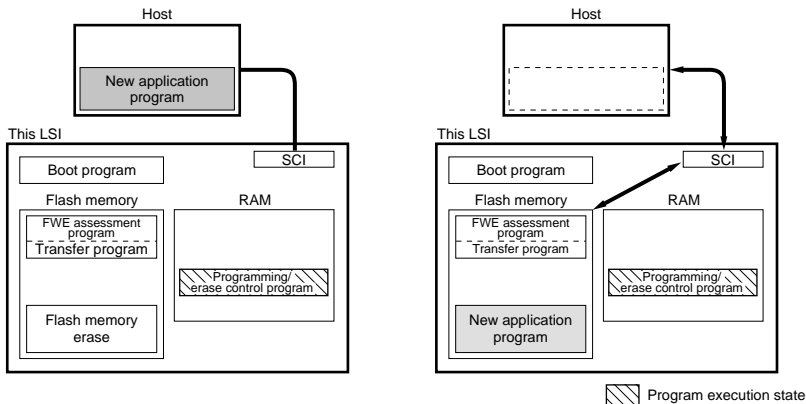 Host
New application
program
This LSI
SCI
Boot program
Flash memory
RAM
FWE assessment
program
Transfer program
Programming/
erase control program
Flash memory
erase
Host
This LSI
SCI
Boot program
Flash memory
RAM
FWE assessment
program
Transfer program
Programming/
erase control program
New application
program
Program execution state